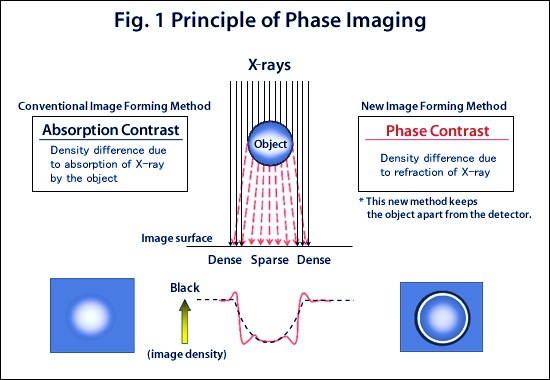 Fig. 1 Principle of Phase Imaging
X-rays
Conventional Image Forming Method
Absorption Contrast
Density difference due
to absorption of X-ray
by the object
Object
New Image Forming Method
Phase Contrast
Density difference due
to refraction of X-ray
* This new method keeps
the object apart from the detector.
Image surface
Dense Sparse Dense
Black
(image density)